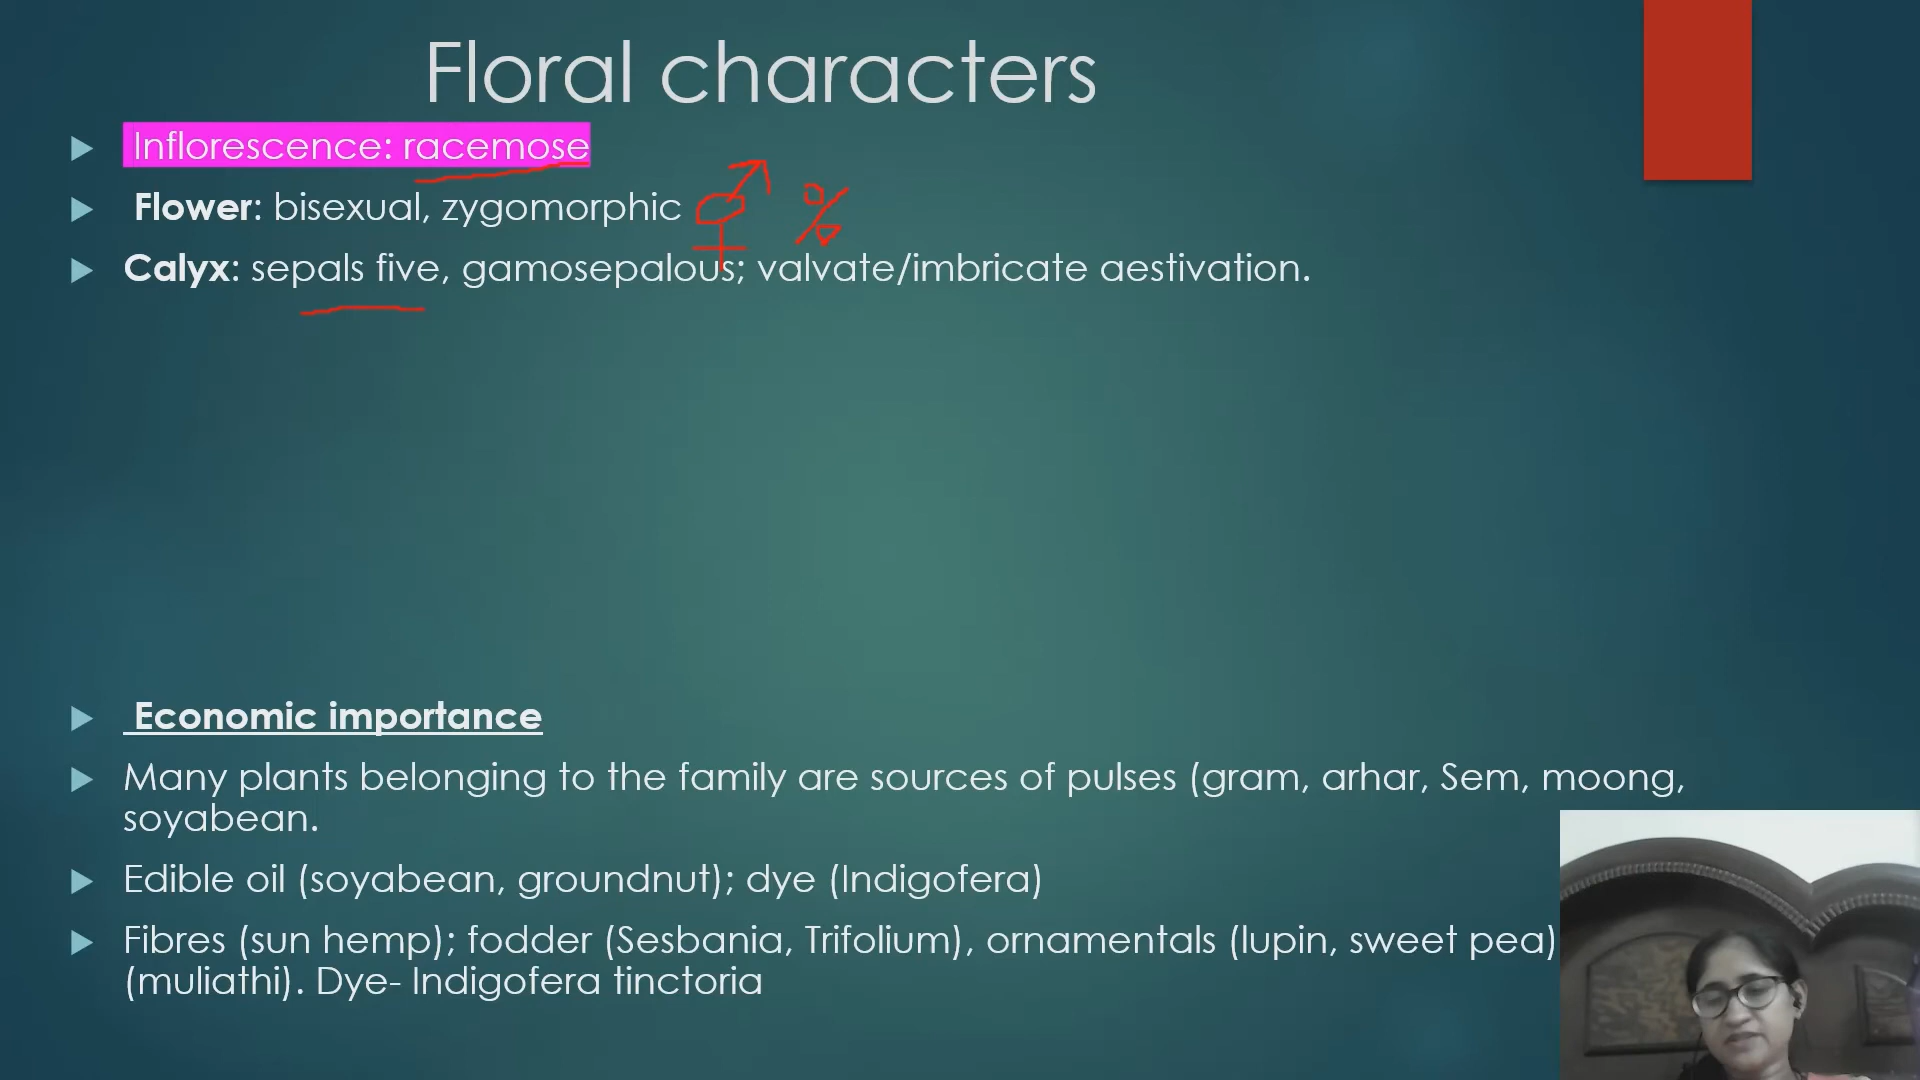 Floral characters
Inflorescence: racemose
Flower: bisexual, zygomorphic ⚥ %
Calyx: sepals five, gamosepalous; valvate/imbricate aestivation.
Economic importance
Many plants belonging to the family are sources of pulses (gram, arhar, Sem, moong,
soyabean.
Edible oil (soyabean, groundnut); dye (Indigofera)
Fibres (sun hemp); fodder (Sesbania, Trifolium), ornamentals (lupin, sweet pea)
(muliathi). Dye- Indigofera tinctoria